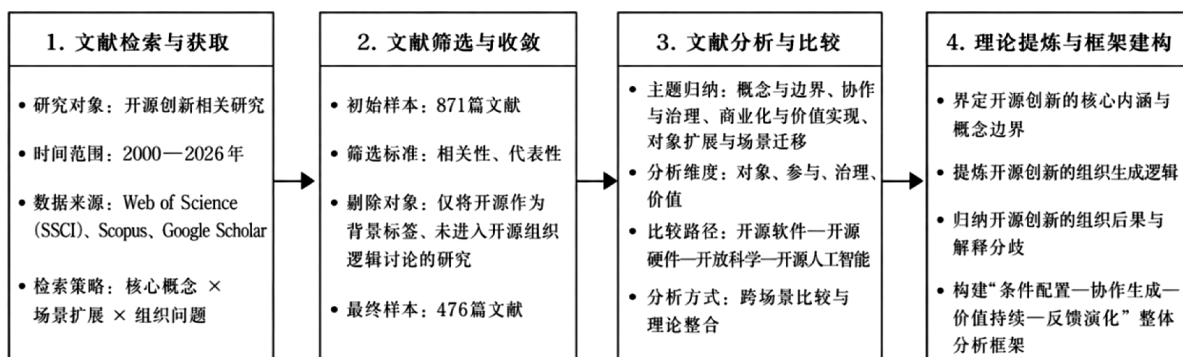 1. 文献检索与获取
• 研究对象：开源创新相关研究
• 时间范围：2000—2026年
• 数据来源：Web of Science
(SSCI)、Scopus、Google Scholar
• 检索策略：核心概念 ×
场景扩展 × 组织问题
2. 文献筛选与收敛
• 初始样本：871篇文献
• 筛选标准：相关性、代表性
• 剔除对象：仅将开源作为
背景标签、未进入开源组织
逻辑讨论的研究
• 最终样本：476篇文献
3. 文献分析与比较
• 主题归纳：概念与边界、协作
与治理、商业化与价值实现、
对象扩展与场景迁移
• 分析维度：对象、参与、治理、
价值
• 比较路径：开源软件—开源
硬件—开放科学—开源人工智能
• 分析方式：跨场景比较与
理论整合
4. 理论提炼与框架建构
• 界定开源创新的核心内涵与
概念边界
• 提炼开源创新的组织生成逻辑
• 归纳开源创新的组织后果与
解释分歧
• 构建“条件配置—协作生成—
价值持续—反馈演化”整体
分析框架